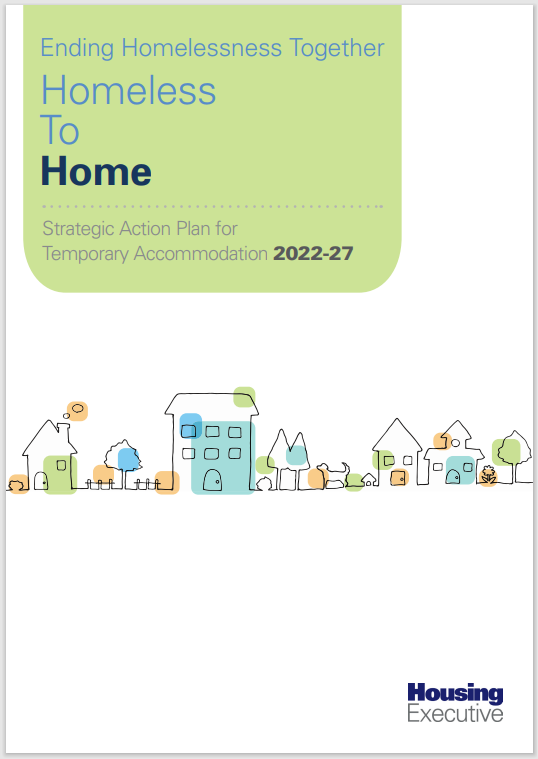 Ending Homelessness Together
Homeless
To
Home
Strategic Action Plan for
Temporary Accommodation 2022-27
Housing
Executive